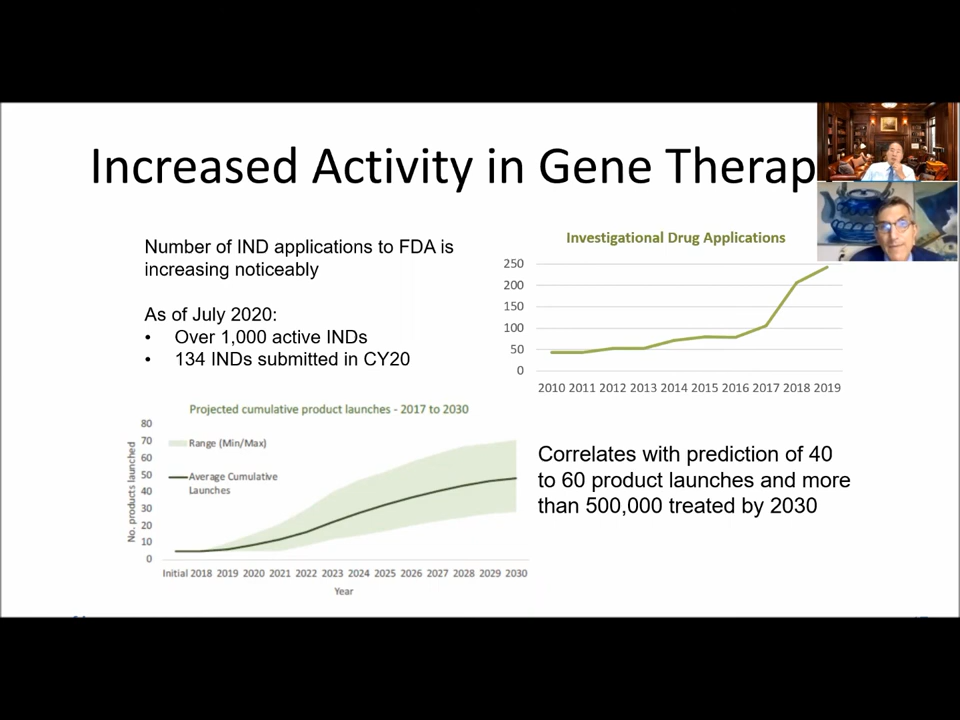 Increased Activity in Gene Therap
Number of IND applications to FDA is
increasing noticeably
As of July 2020:
• Over 1,000 active INDs
• 134 INDs submitted in CY20
Investigational Drug Applications
250
200
150
100
50
0
2010 2011 2012 2013 2014 2015 2016 2017 2018 2019
Projected cumulative product launches - 2017 to 2030
No. products launched
80
70
60
50
40
30
20
10
0
Range (Min/Max)
Average Cumulative
Launches
Initial 2018 2019 2020 2021 2022 2023 2024 2025 2026 2027 2028 2029 2030
Year
Correlates with prediction of 40
to 60 product launches and more
than 500,000 treated by 2030